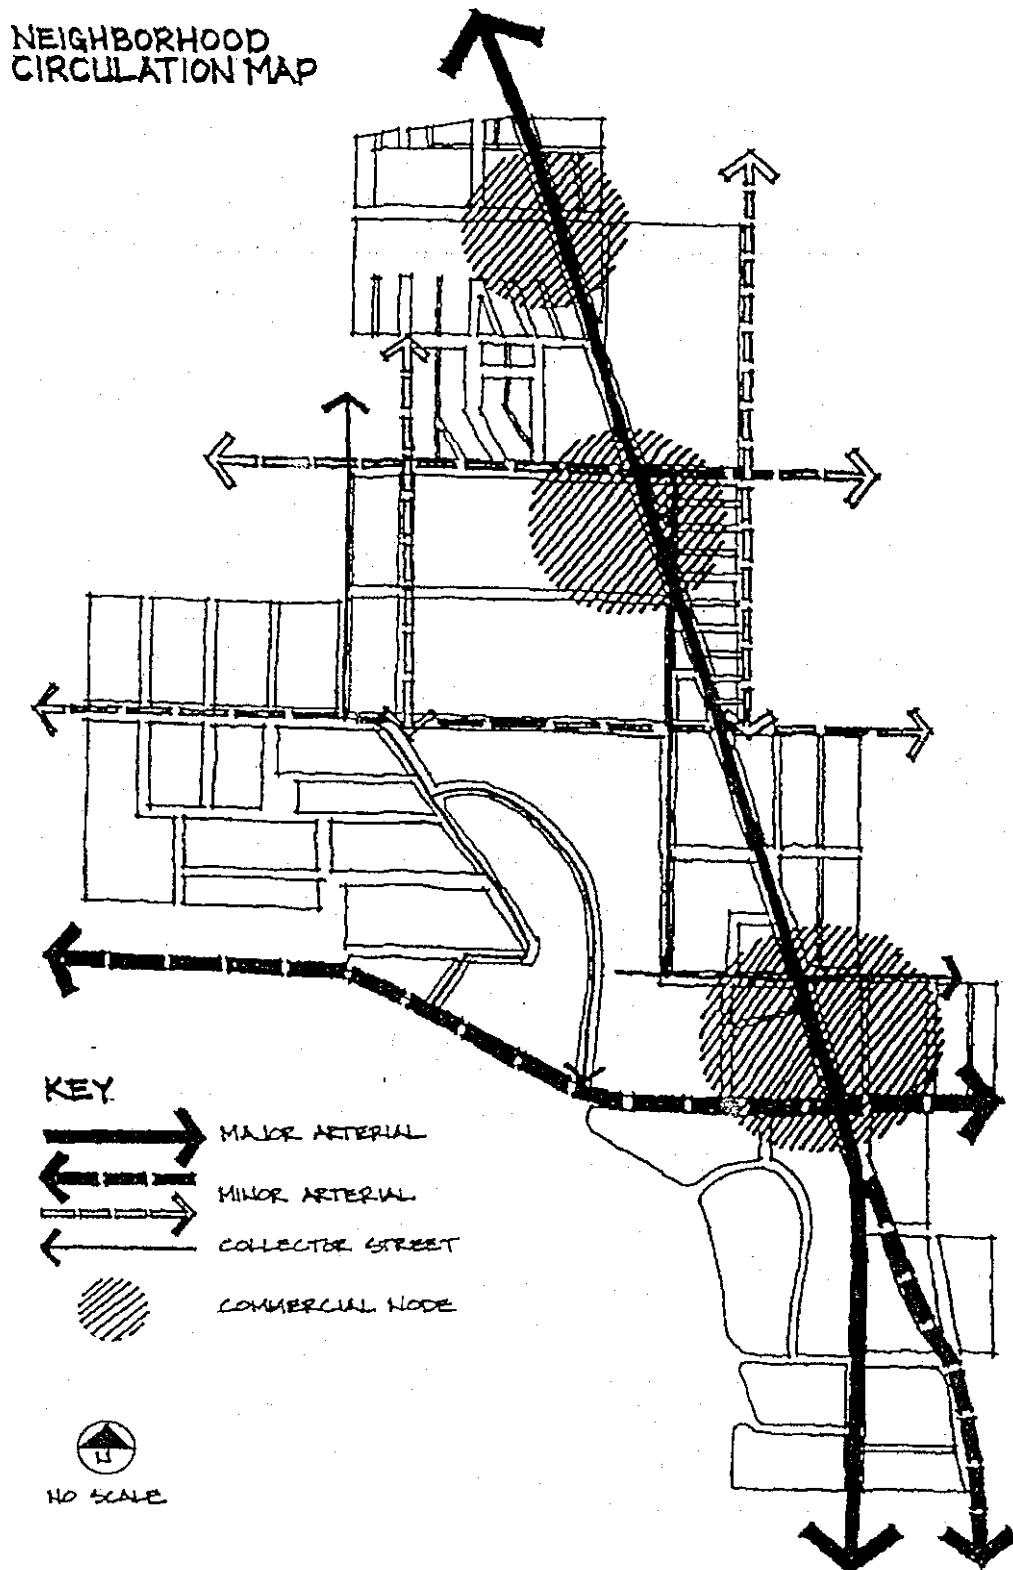 NEIGHBORHOOD
CIRCULATION MAP
KEY
MAJOR ARTERIAL
MINOR ARTERIAL
COLLECTOR STREET
COMMERCIAL NODE
N
NO SCALE